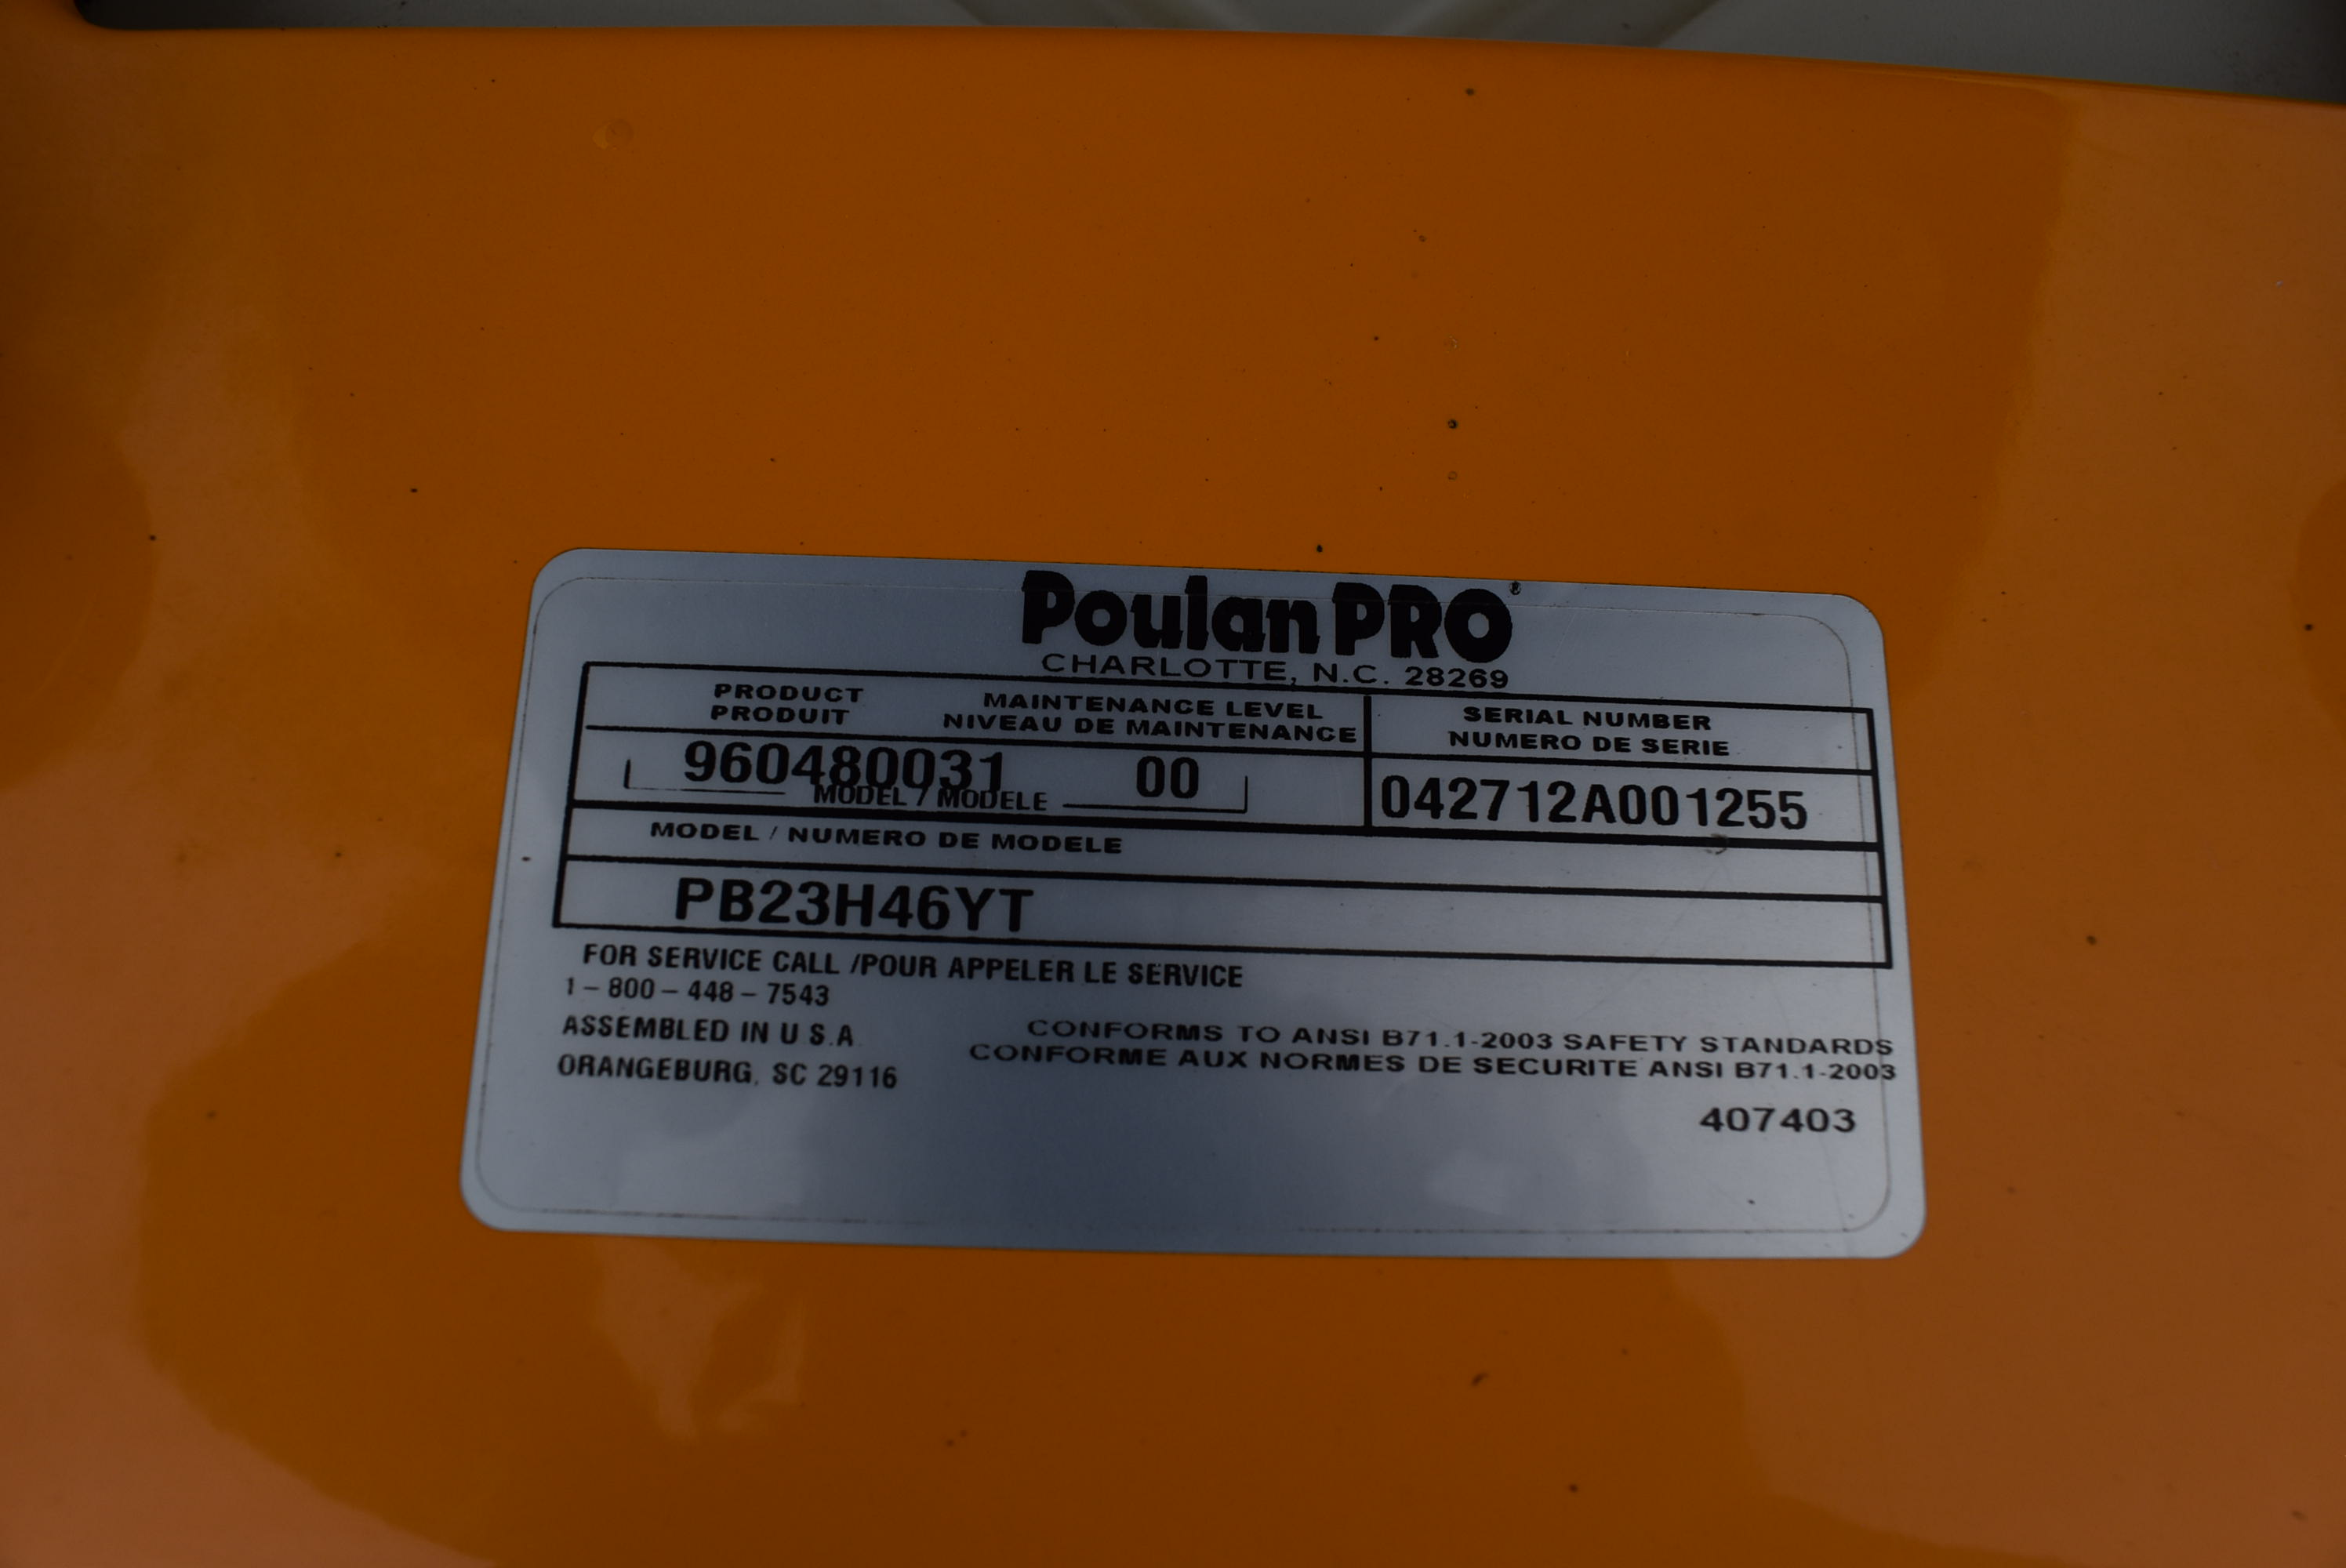 Poulan PRO
CHARLOTTE, N.C. 28269
PRODUCT
PRODUIT
MAINTENANCE LEVEL
NIVEAU DE MAINTENANCE
SERIAL NUMBER
NUMERO DE SERIE
960480031 00
MODEL / MODELE
042712A001255
MODEL / NUMERO DE MODELE
PB23H46YT
FOR SERVICE CALL /POUR APPELER LE SERVICE
1 – 800 – 448 – 7543
ASSEMBLED IN U.S.A.
ORANGEBURG, SC 29116
CONFORMS TO ANSI B71.1-2003 SAFETY STANDARDS
CONFORME AUX NORMES DE SECURITE ANSI B71.1-2003
407403